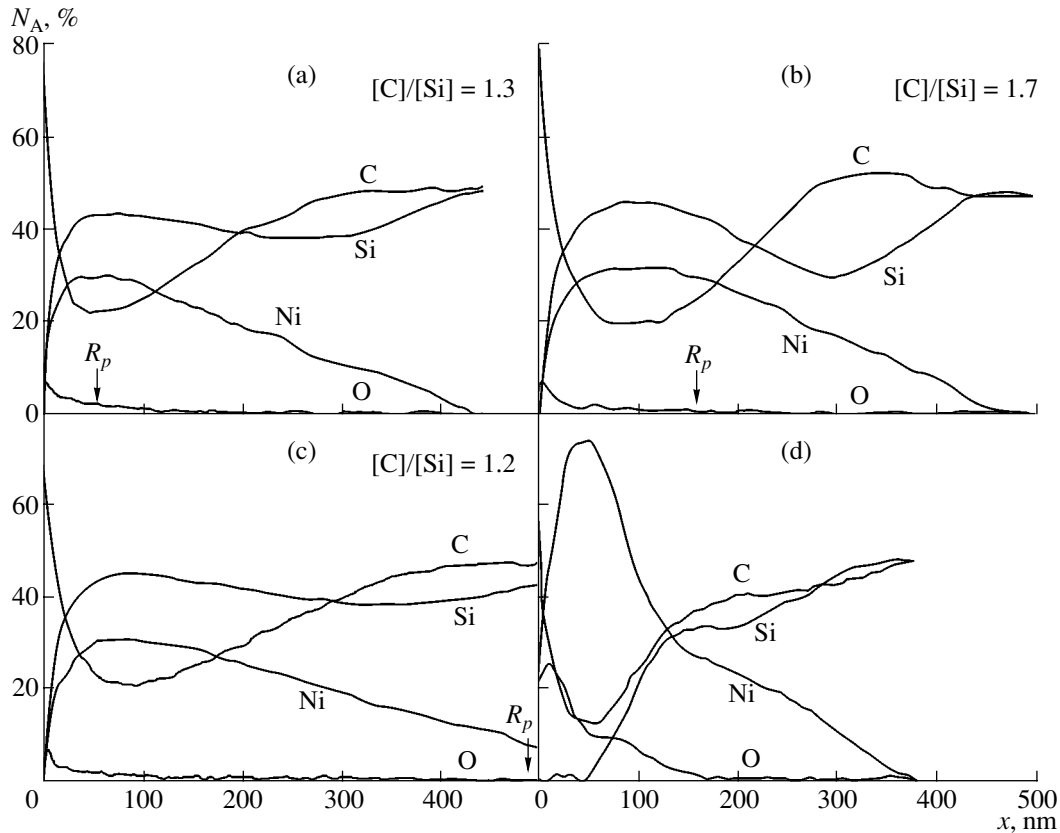 N_A, %
80
(a)
[C]/[Si] = 1.3
(b)
[C]/[Si] = 1.7
60
C
C
40
Si
Si
Ni
20
Ni
R_p
R_p
O
O
0
(c)
[C]/[Si] = 1.2
(d)
60
C
C
40
Si
Si
Ni
20
Ni
R_p
O
O
0 100 200 300 400 0 100 200 300 400 500
x, nm